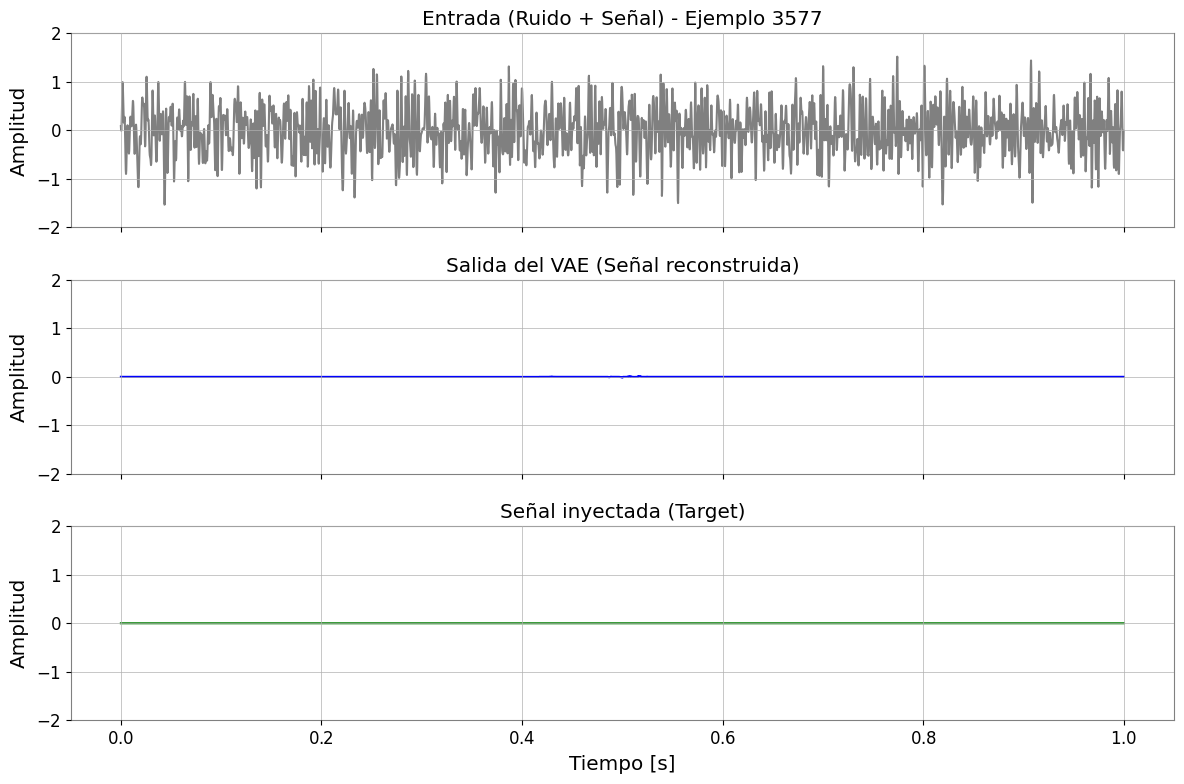 Entrada (Ruido + Señal) - Ejemplo 3577
2
1
0
−1
−2
Amplitud
Salida del VAE (Señal reconstruida)
2
1
0
−1
−2
Amplitud
Señal inyectada (Target)
2
1
0
−1
−2
Amplitud
0.0 0.2 0.4 0.6 0.8 1.0
Tiempo [s]